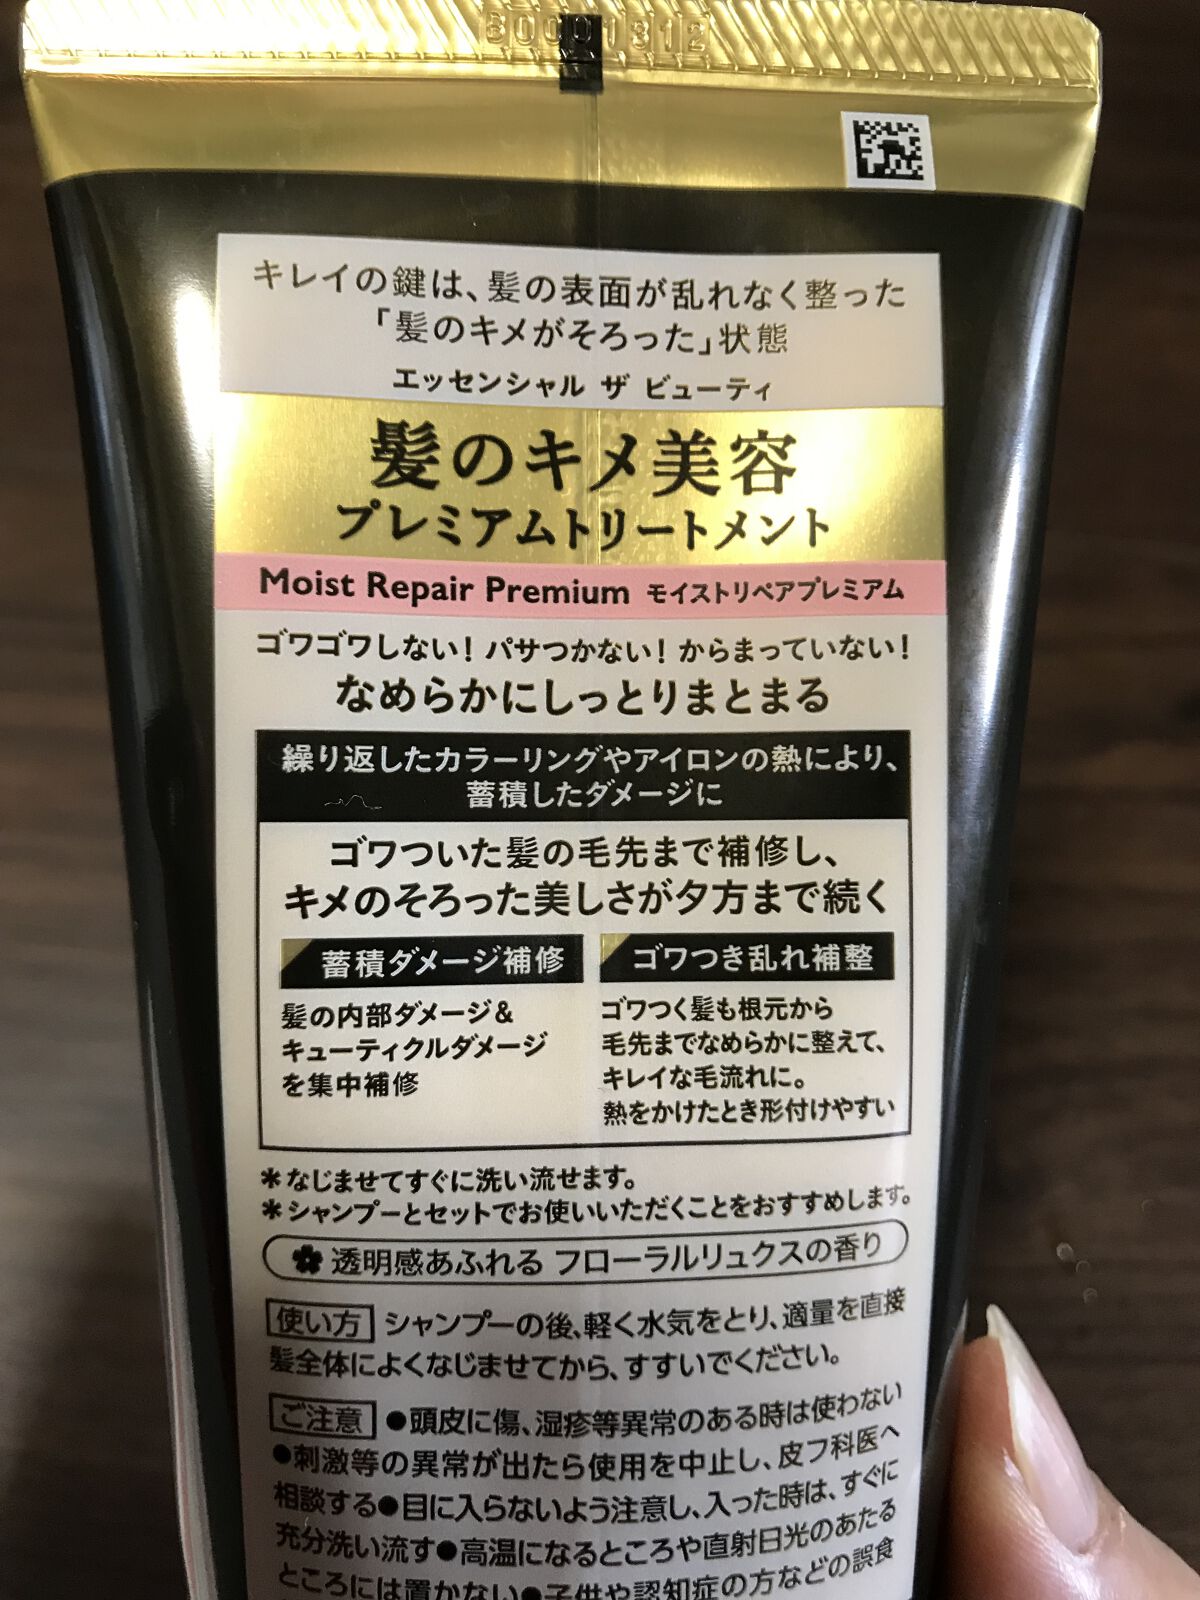 B0001312
キレイの鍵は、髪の表面が乱れなく整った
「髪のキメがそろった」状態
エッセンシャル ザ ビューティ
髪のキメ美容
プレミアムトリートメント
Moist Repair Premium モイストリペアプレミアム
ゴワゴワしない! パサつかない! からまっていない!
なめらかにしっとりまとまる
繰り返したカラーリングやアイロンの熱により、
蓄積したダメージに
ゴワついた髪の毛先まで補修し、
キメのそろった美しさが夕方まで続く
蓄積ダメージ補修
髪の内部ダメージ&
キューティクルダメージ
を集中補修
ゴワつき乱れ補整
ゴワつく髪も根元から
毛先までなめらかに整えて、
キレイな毛流れに。
熱をかけたとき形付けやすい
*なじませてすぐに洗い流せます。
*シャンプーとセットでお使いいただくことをおすすめします。
透明感あふれる フローラルリュクスの香り
使い方 シャンプーの後、軽く水気をとり、適量を直接
髪全体によくなじませてから、すすいでください。
ご注意 ●頭皮に傷、湿疹等異常のある時は使わない
●刺激等の異常が出たら使用を中止し、皮フ科医へ
相談する●目に入らないよう注意し、入った時は、すぐに
充分洗い流す●高温になるところや直射日光のあたる
ところには置かない●子供や認知症の方などの誤食